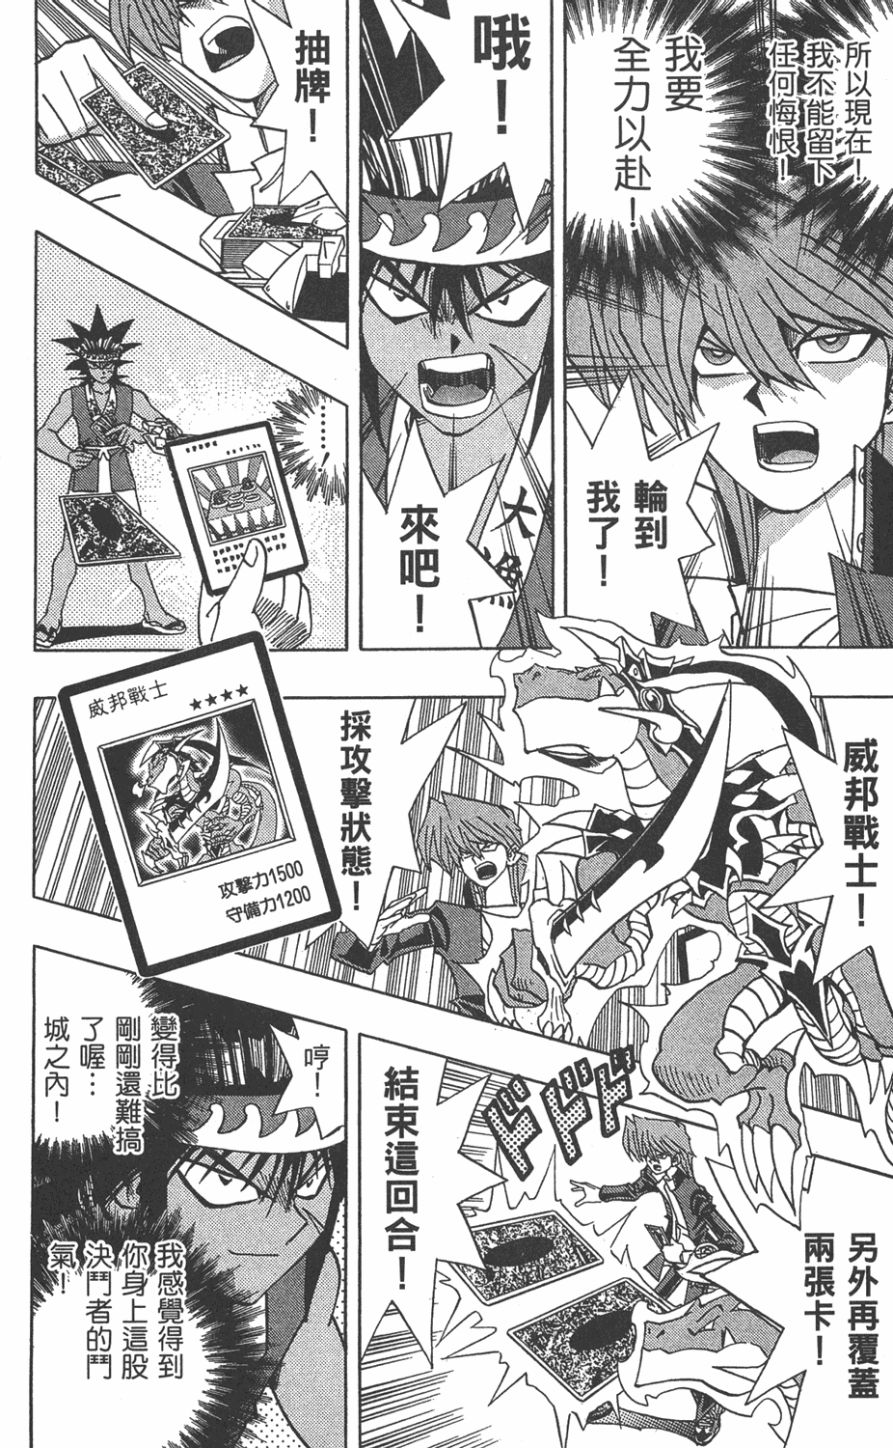 所以現在！
我不能留下
任何悔恨！
我要
全力以赴！
輪到
我了！
哦！
來吧！
大漁
抽牌！
……！
威邦戰士！
採攻擊狀態！
威邦戰士
★★★★
攻擊力1500
守備力1200
另外再覆蓋
兩張卡！
ドドド
結束這回合！
哼！
變得比
剛剛還難搞
了喔…
城之內！
我感覺得到
你身上這股
決鬥者的鬥
氣！